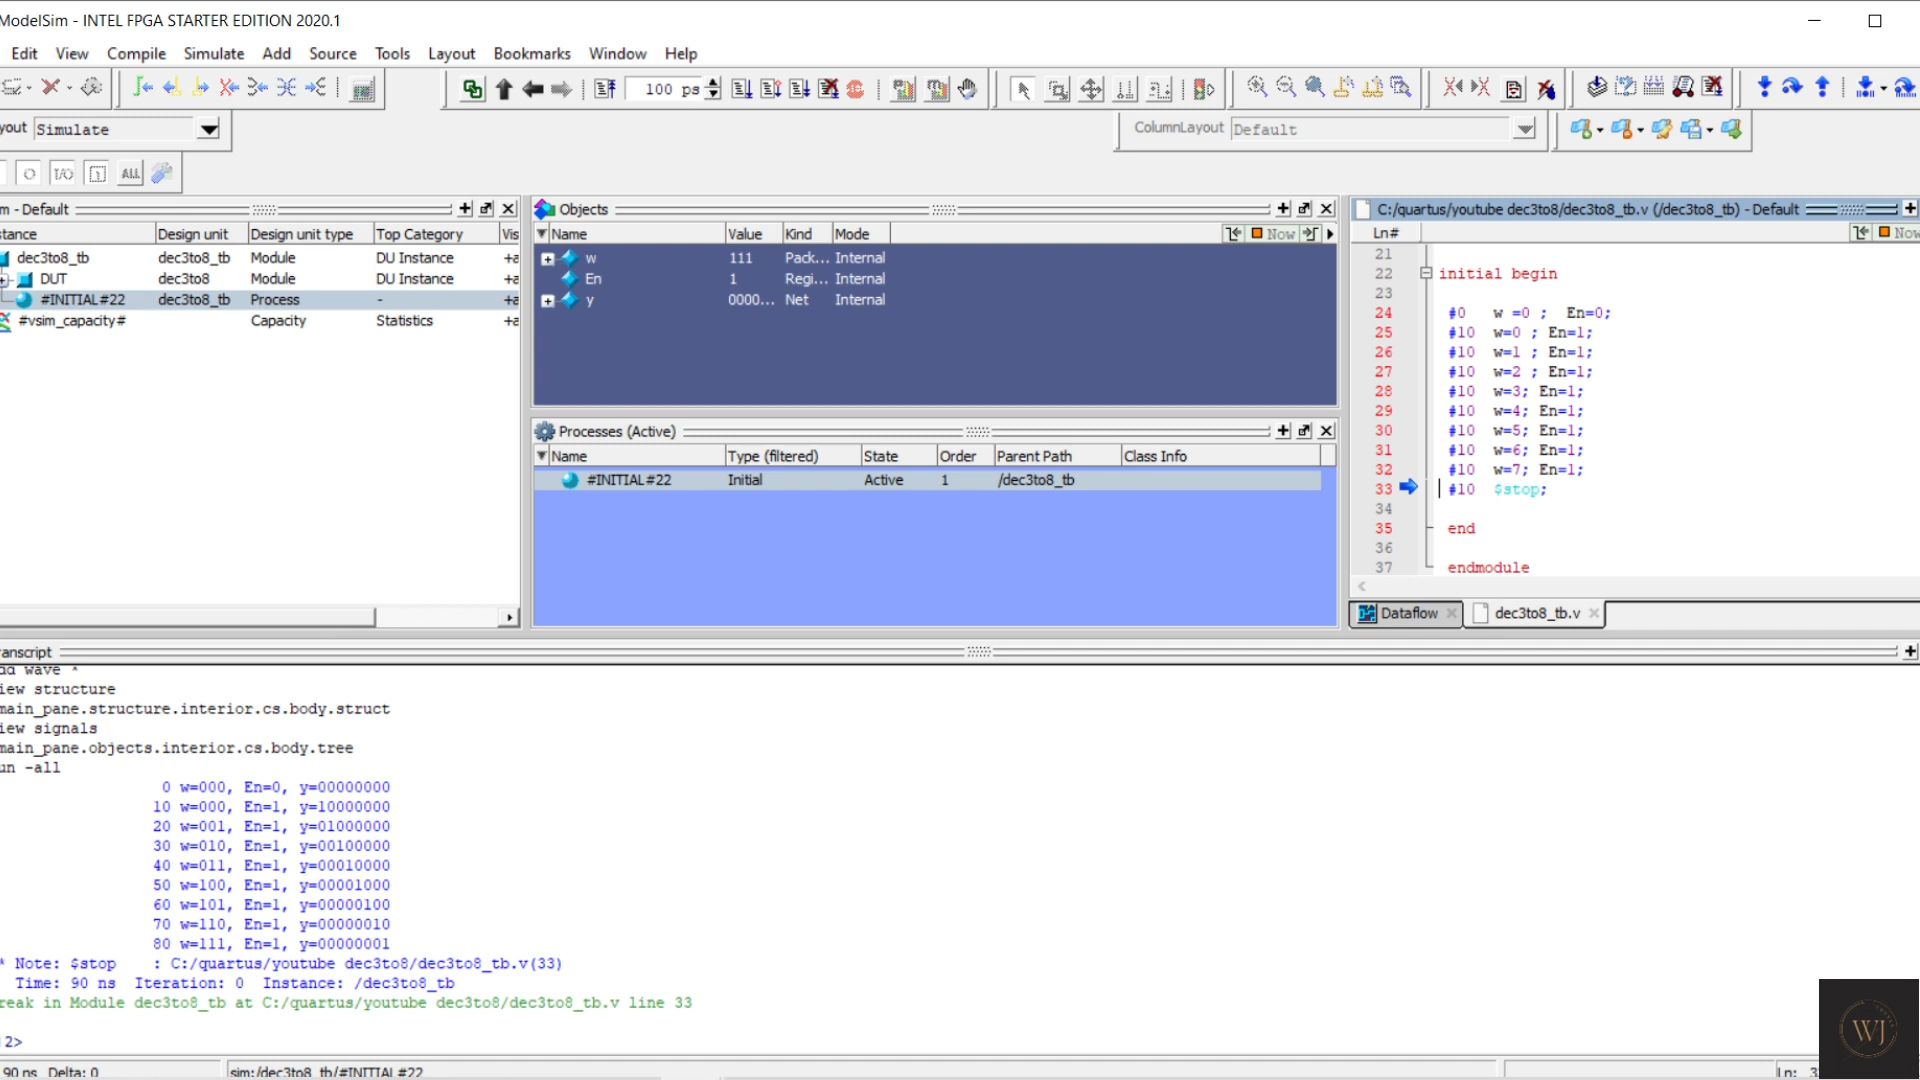 ModelSim - INTEL FPGA STARTER EDITION 2020.1
Edit View Compile Simulate Add Source Tools Layout Bookmarks Window Help
100 ps
yout Simulate
ColumnLayout Default
I/O ALL
m - Default
tance Design unit Design unit type Top Category Vis
dec3to8_tb dec3to8_tb Module DU Instance +a
DUT dec3to8 Module DU Instance +a
#INITIAL#22 dec3to8_tb Process - +a
#vsim_capacity# Capacity Statistics +a
Objects
Name Value Kind Mode Now
w 111 Pack... Internal
En 1 Regi... Internal
y 0000... Net Internal
Processes (Active)
Name Type (filtered) State Order Parent Path Class Info
#INITIAL#22 Initial Active 1 /dec3to8_tb
C:/quartus/youtube dec3to8/dec3to8_tb.v (/dec3to8_tb) - Default
Ln# Now
21
22 initial begin
23
24 #0 w =0 ; En=0;
25 #10 w=0 ; En=1;
26 #10 w=1 ; En=1;
27 #10 w=2 ; En=1;
28 #10 w=3; En=1;
29 #10 w=4; En=1;
30 #10 w=5; En=1;
31 #10 w=6; En=1;
32 #10 w=7; En=1;
33 #10 $stop;
34
35 end
36
37 endmodule
Dataflow dec3to8_tb.v
anscript
dd wave *
iew structure
main_pane.structure.interior.cs.body.struct
iew signals
main_pane.objects.interior.cs.body.tree
un -all
0 w=000, En=0, y=00000000
10 w=000, En=1, y=10000000
20 w=001, En=1, y=01000000
30 w=010, En=1, y=00100000
40 w=011, En=1, y=00010000
50 w=100, En=1, y=00001000
60 w=101, En=1, y=00000100
70 w=110, En=1, y=00000010
80 w=111, En=1, y=00000001
* Note: $stop : C:/quartus/youtube dec3to8/dec3to8_tb.v(33)
Time: 90 ns Iteration: 0 Instance: /dec3to8_tb
reak in Module dec3to8_tb at C:/quartus/youtube dec3to8/dec3to8_tb.v line 33
2>
90 ns Delta: 0 sim:/dec3to8_tb/#INITIAL#22 Ln: 3
WJ